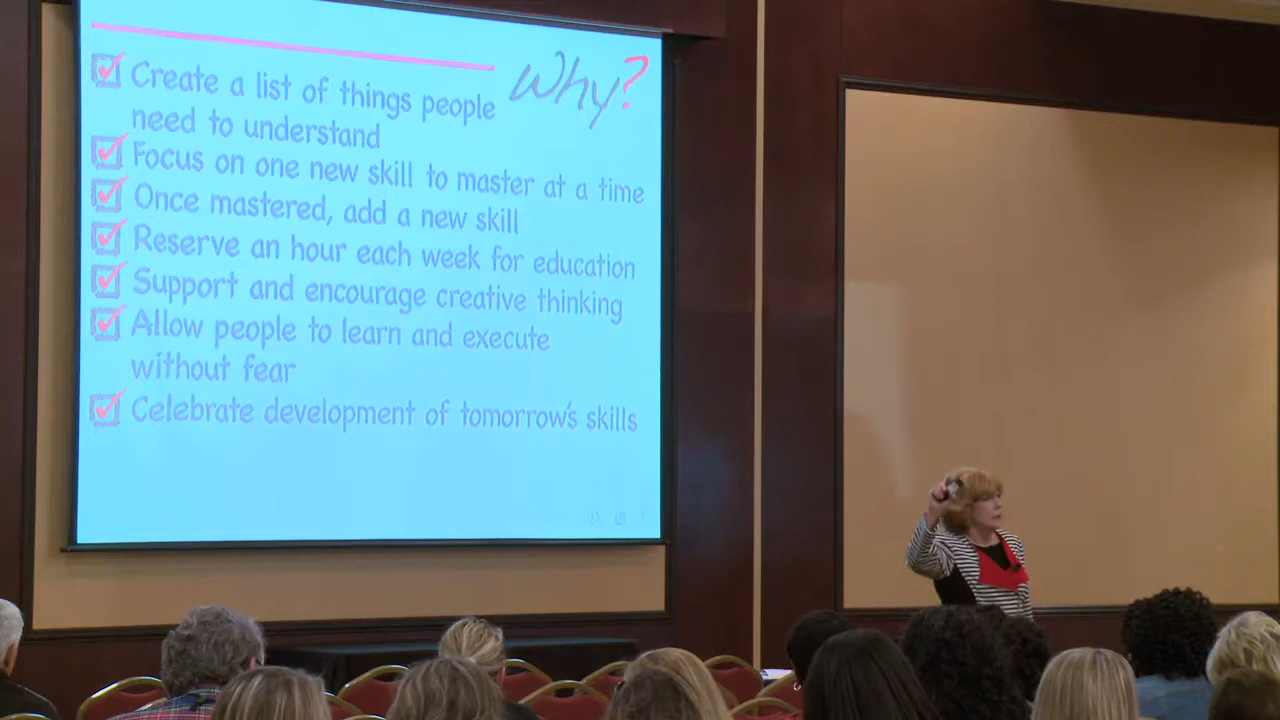 Why?
Create a list of things people
need to understand
Focus on one new skill to master at a time
Once mastered, add a new skill
Reserve an hour each week for education
Support and encourage creative thinking
Allow people to learn and execute
without fear
Celebrate development of tomorrow's skills